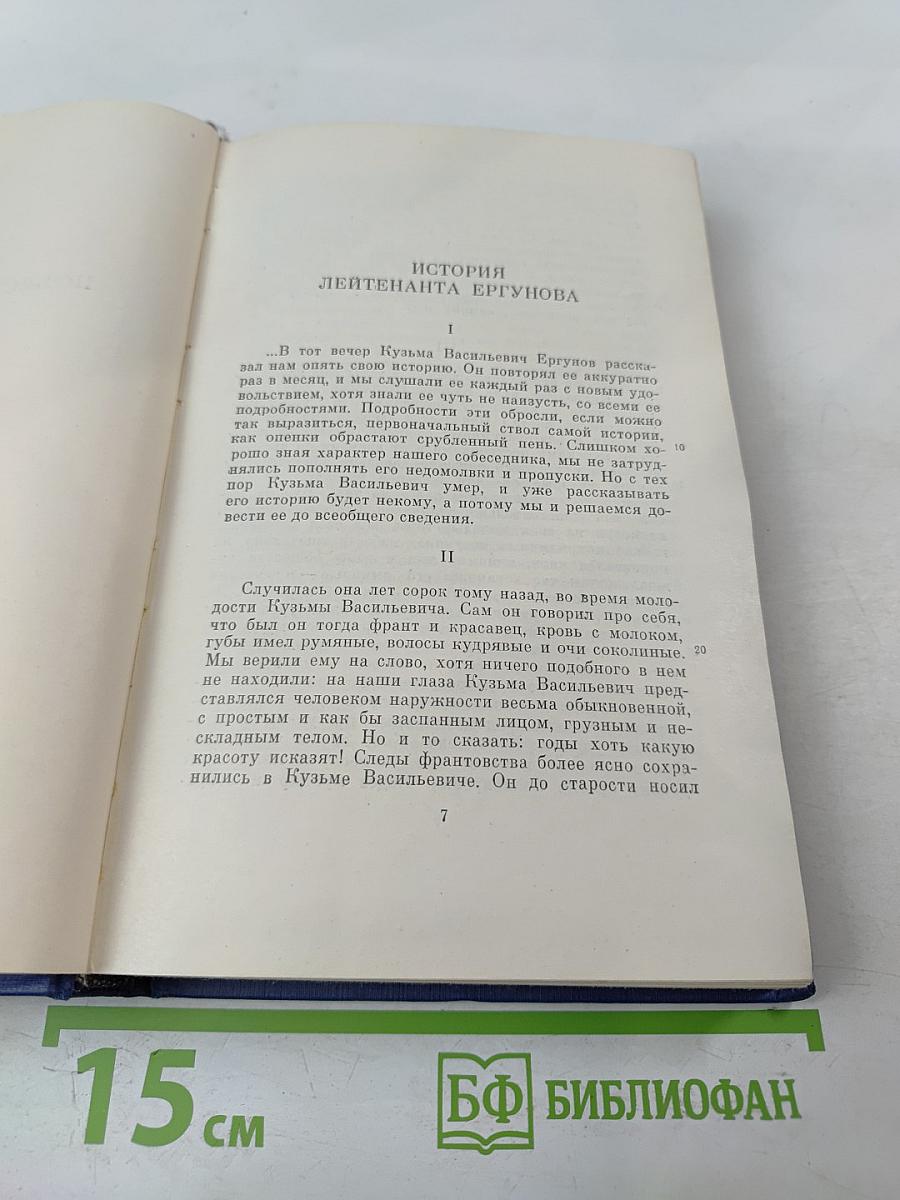 ИСТОРИЯ
ЛЕЙТЕНАНТА ЕРГУНОВА
I
...В тот вечер Кузьма Васильевич Ергунов расска-
вал нам опять свою историю. Он повторял ее аккуратно
раз в месяц, и мы слушали ее каждый раз с новым удо-
вольствием, хотя знали ее чуть не наизусть, со всеми ее
подробностями. Подробности эти обросли, если можно
так выразиться, первоначальный ствол самой истории,
как опенки обрастают срубленный пень. Слишком хо- 10
рошо зная характер нашего собеседника, мы не затруд-
нялись пополнять его недомолвки и пропуски. Но с тех
пор Кузьма Васильевич умер, и уже рассказывать
его историю будет некому, а потому мы и решаемся до-
вести ее до всеобщего сведения.
II
Случилась она лет сорок тому назад, во время моло-
дости Кузьмы Васильевича. Сам он говорил про себя,
что был он тогда франт и красавец, кровь с молоком,
губы имел румяные, волосы кудрявые и очи соколиные. 20
Мы верили ему на слово, хотя ничего подобного в нем
не находили: на наши глаза Кузьма Васильевич пред-
ставлялся человеком наружности весьма обыкновенной,
с простым и как бы заспанным лицом, грузным и не-
складным телом. Но и то сказать: годы хоть какую
красоту исказят! Следы франтовства более ясно сохра-
нились в Кузьме Васильевиче. Он до старости носил
7
15 см
БФ БИБЛИОФАН